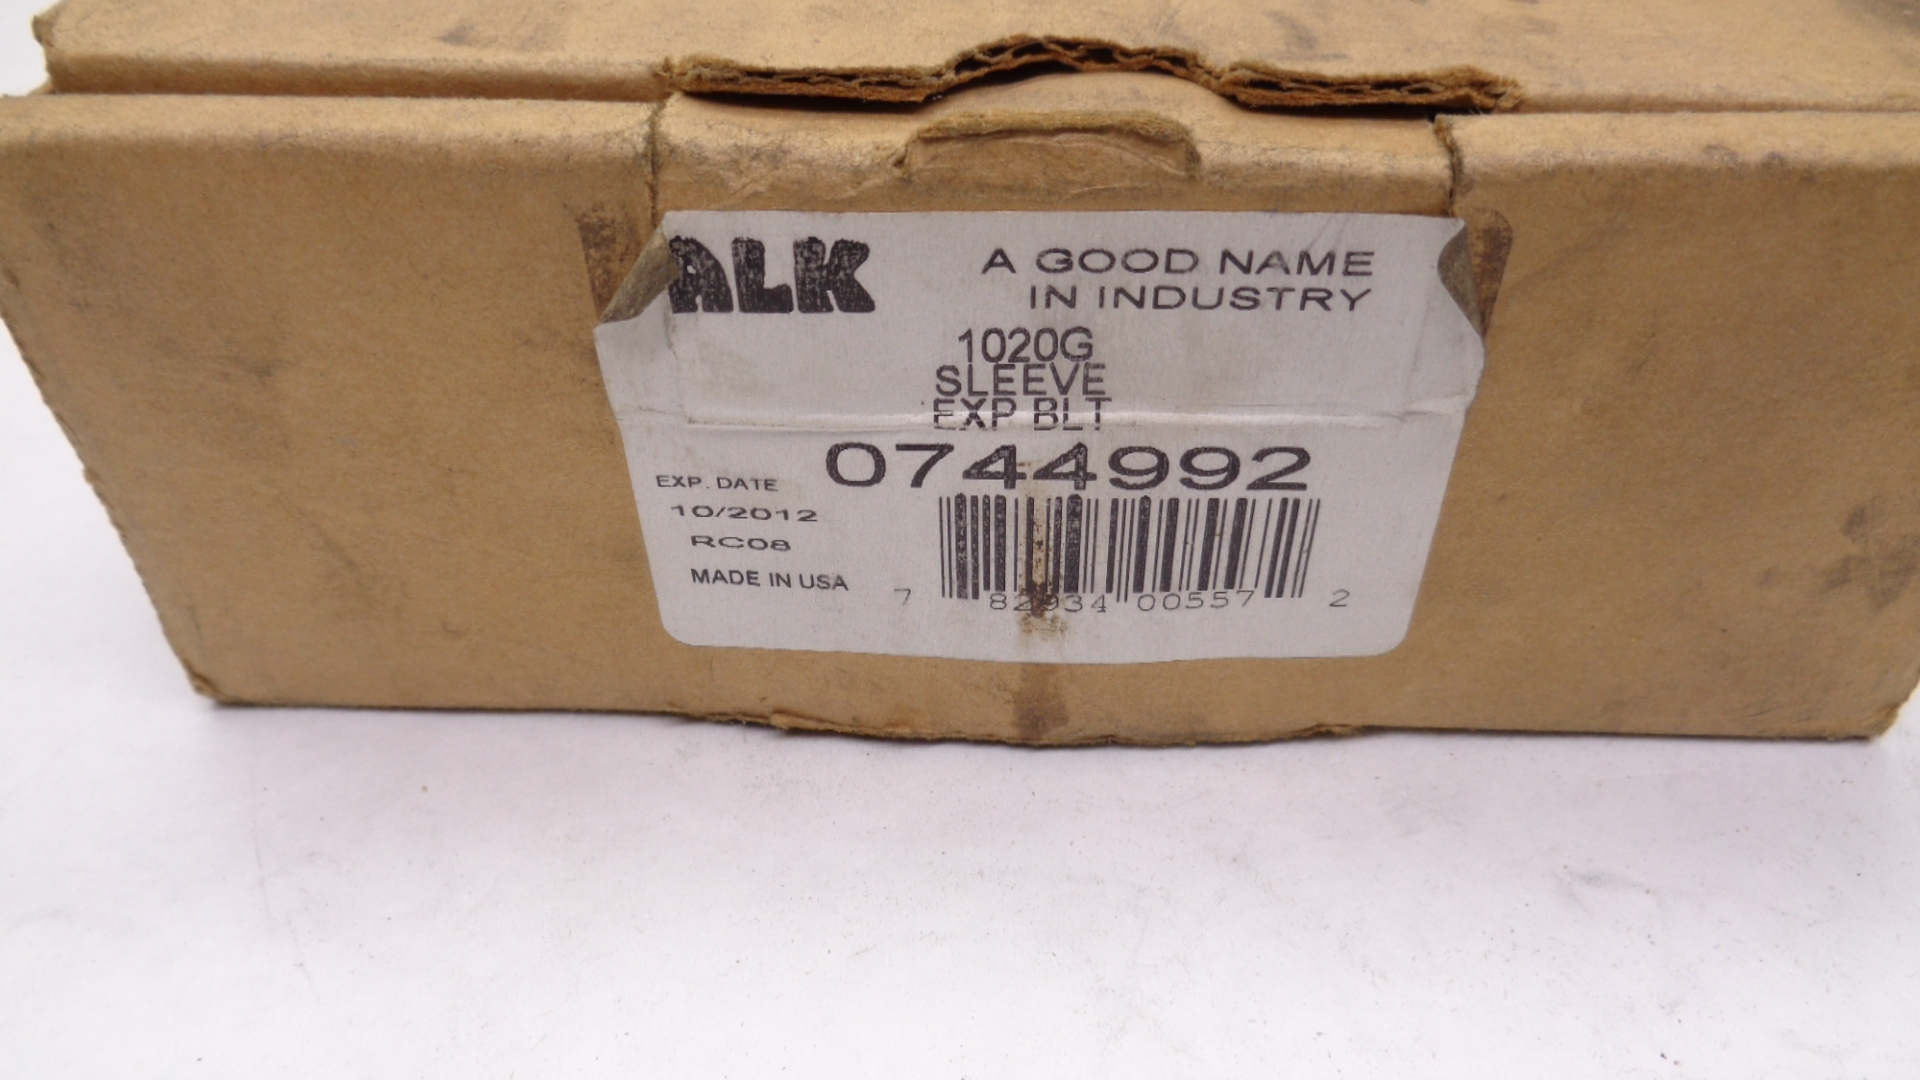 ALK
A GOOD NAME
IN INDUSTRY
1020G
SLEEVE
EXP BLT
0744992
EXP. DATE
10/2012
RC08
MADE IN USA
7 82934 00557 2